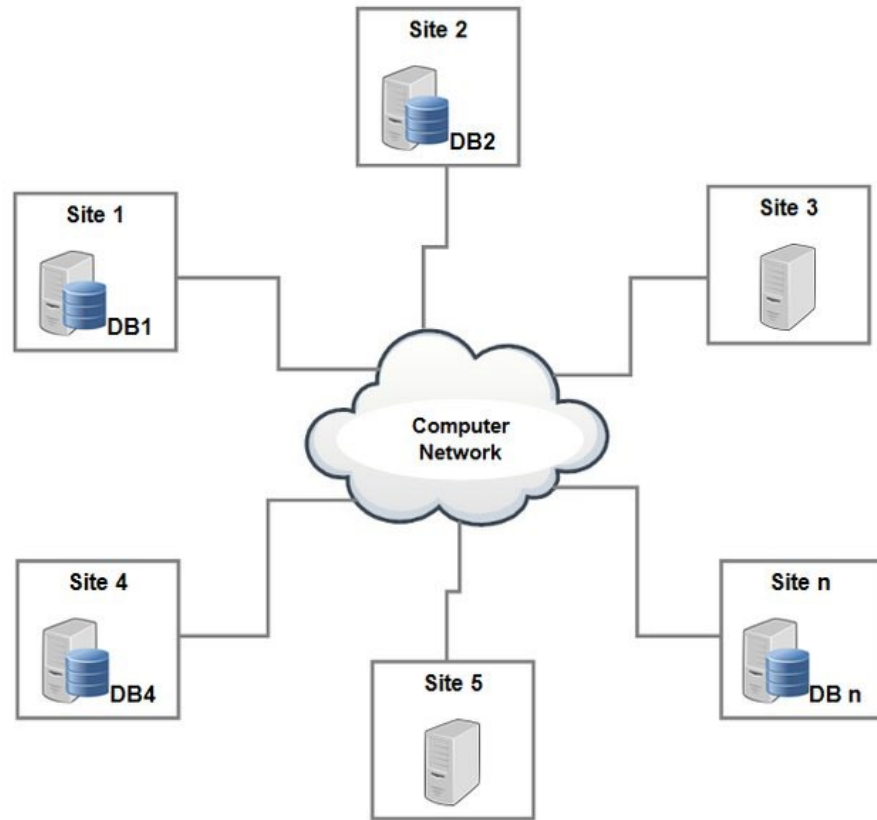 Site 2
DB2
Site 1
DB1
Site 3
Computer
Network
Site 4
DB4
Site 5
Site n
DB n